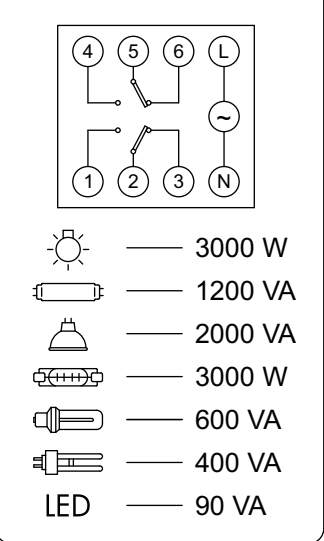 4 5 6 L
~
1 2 3 N
3000 W
1200 VA
2000 VA
3000 W
600 VA
400 VA
LED 90 VA